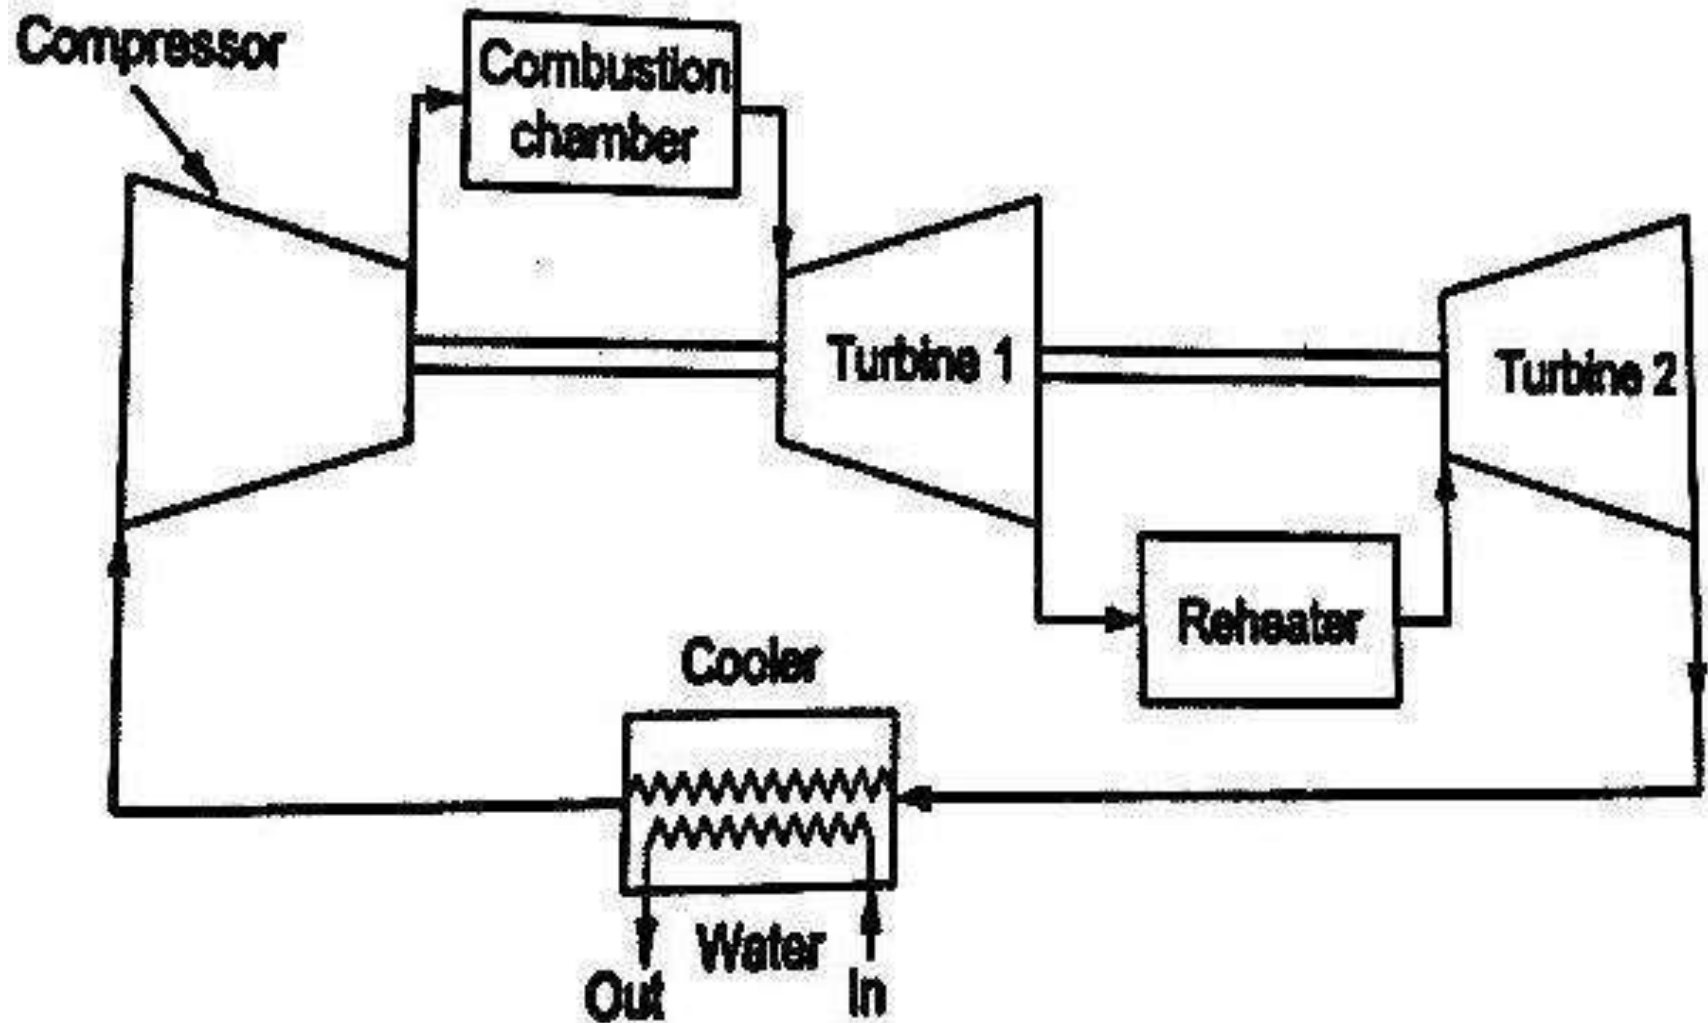 Compressor
Combustion
chamber
Turbine 1
Turbine 2
Reheater
Cooler
Water
Out
In